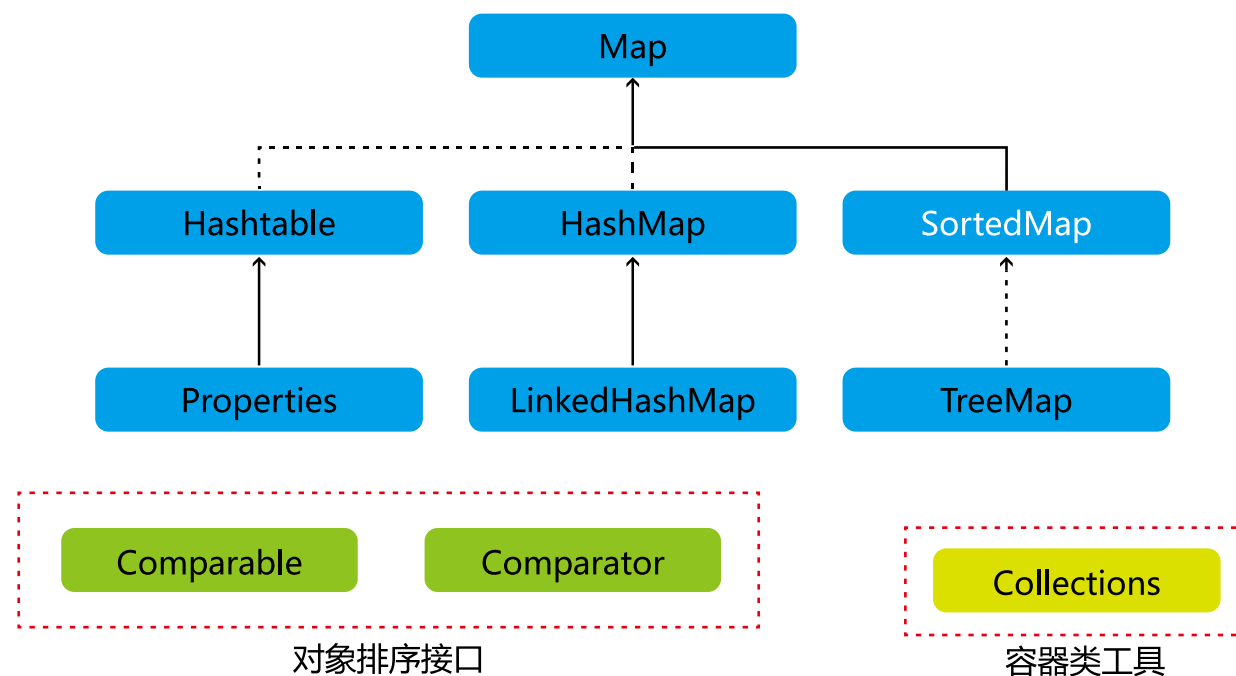 Map
Hashtable
HashMap
SortedMap
Properties
LinkedHashMap
TreeMap
Comparable
Comparator
Collections
对象排序接口
容器类工具